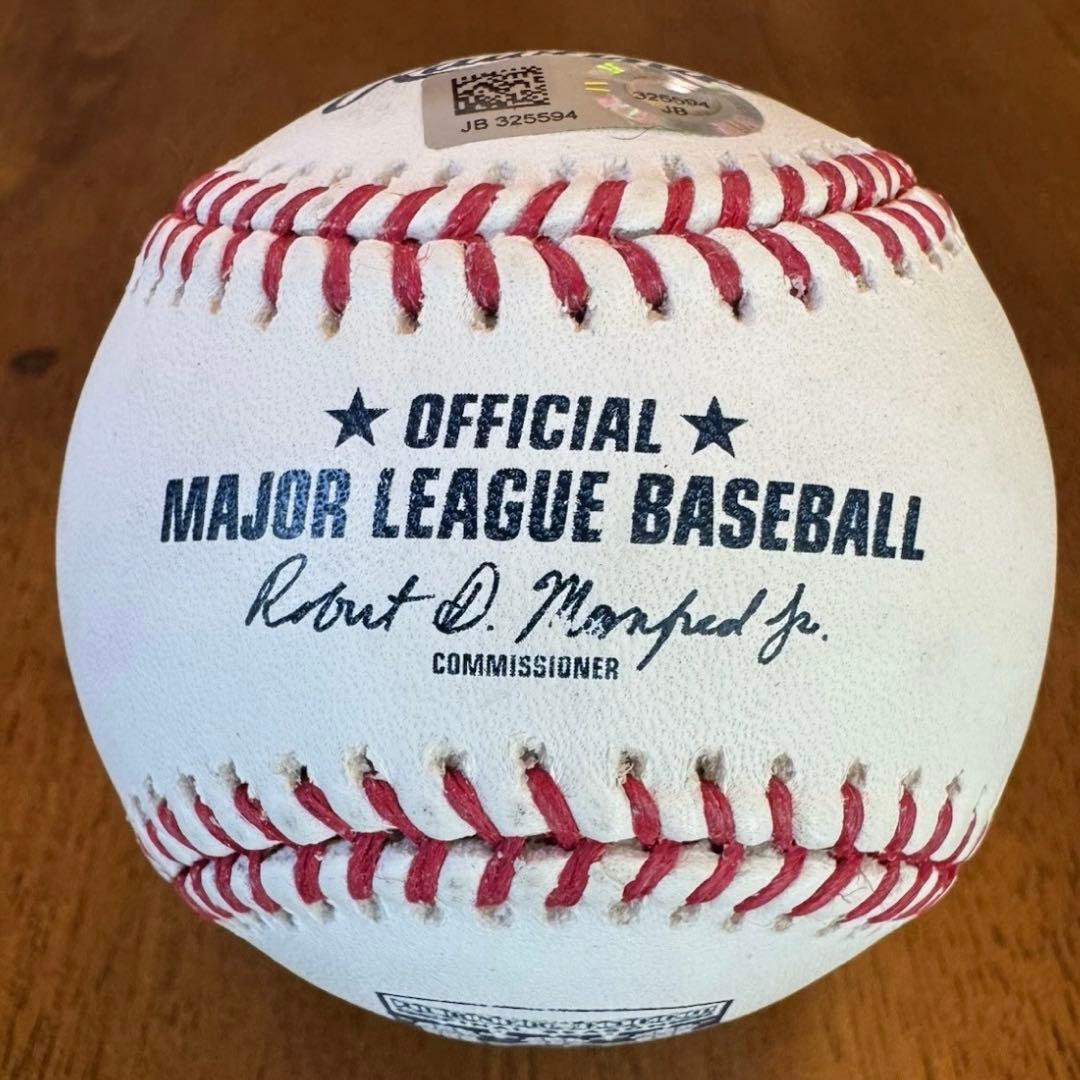 JB 325594
325594
JB
OFFICIAL
MAJOR LEAGUE BASEBALL
Robert D. Manfred Jr.
COMMISSIONER